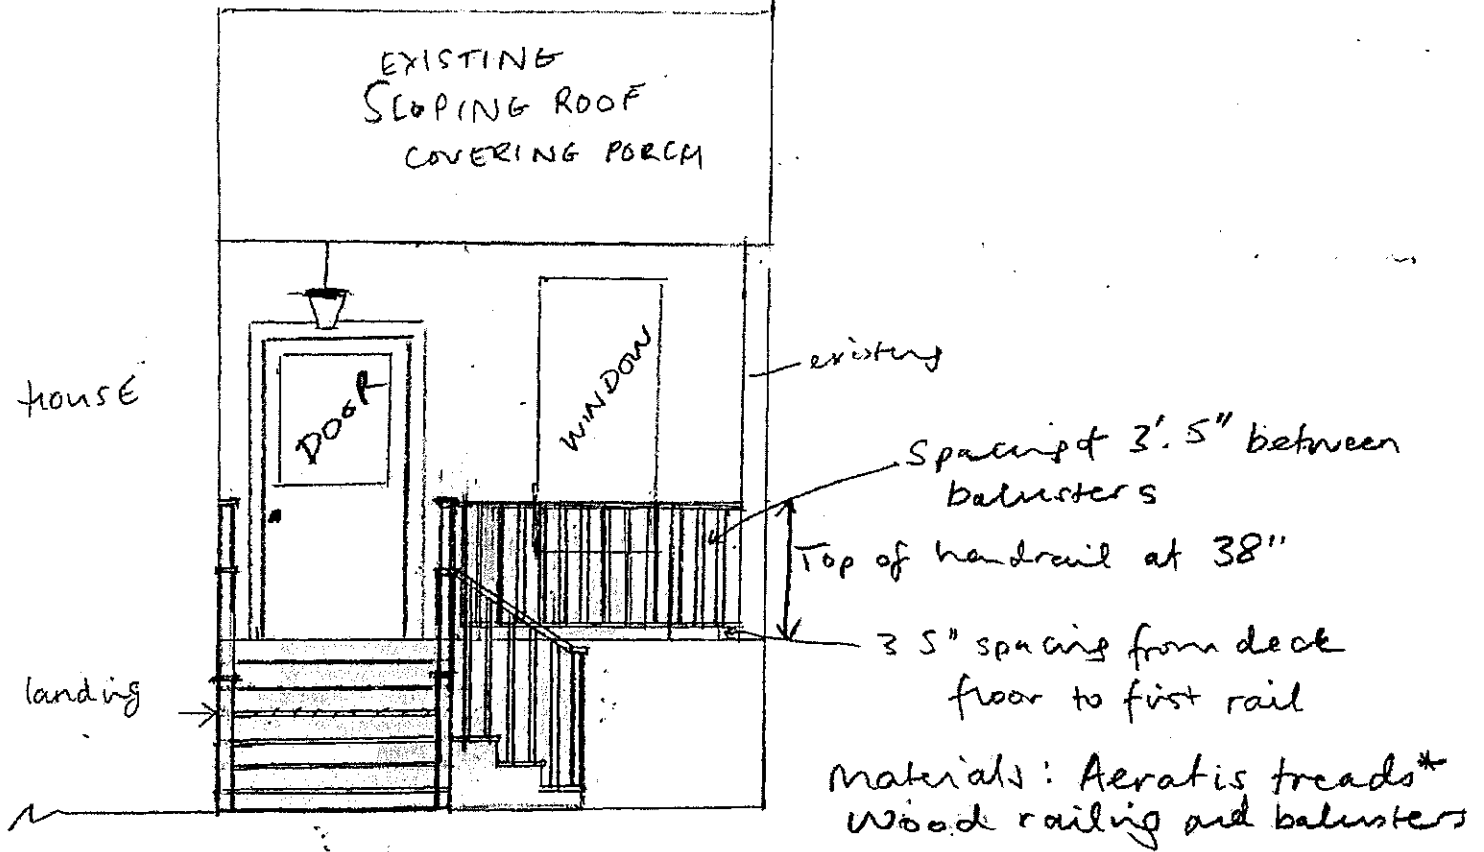 EXISTING
SLOPING ROOF
COVERING PORCH
HOUSE
DOOR
WINDOW
existing
Spacing of 3'.5" between
balusters
Top of handrail at 38"
3 5" spacing from deck
floor to first rail
landing
Materials: Aeratis treads*
Wood railing and balusters